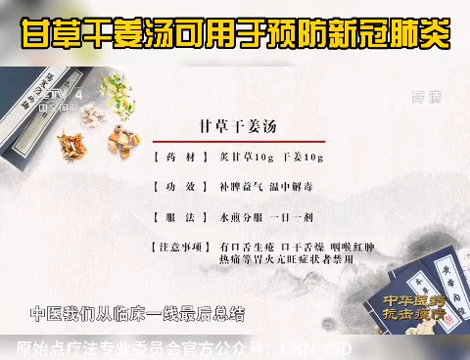 甘草干姜汤可用于预防新冠肺炎
CCTV 4
高清
甘草干姜汤
【药 材】 炙甘草10g 干姜10g
【功 效】 补脾益气 温中解毒
【服 法】 水煎分服 一日一剂
【注意事项】 有口舌生疮 口干舌燥 咽喉红肿
热痛等胃火亢旺症状者禁用
中医我们从临床一线最后总结
中华医药
抗击疫情
原始点疗法专业委员会官方公众号：CHN-YSD